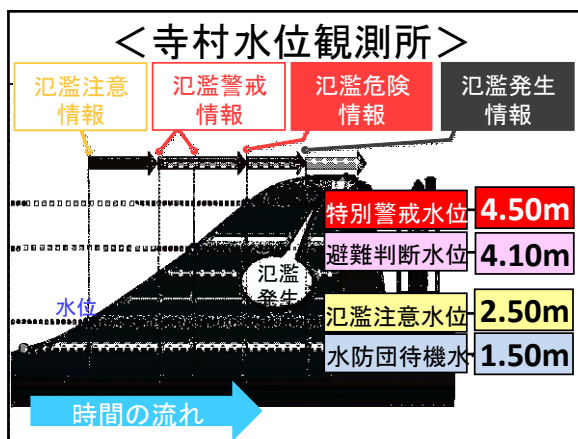 ＜寺村水位観測所＞
氾濫注意
情報
氾濫警戒
情報
氾濫危険
情報
氾濫発生
情報
特別警戒水位 4.50m
避難判断水位 4.10m
氾濫
発生
水位
氾濫注意水位 2.50m
水防団待機水 1.50m
時間の流れ